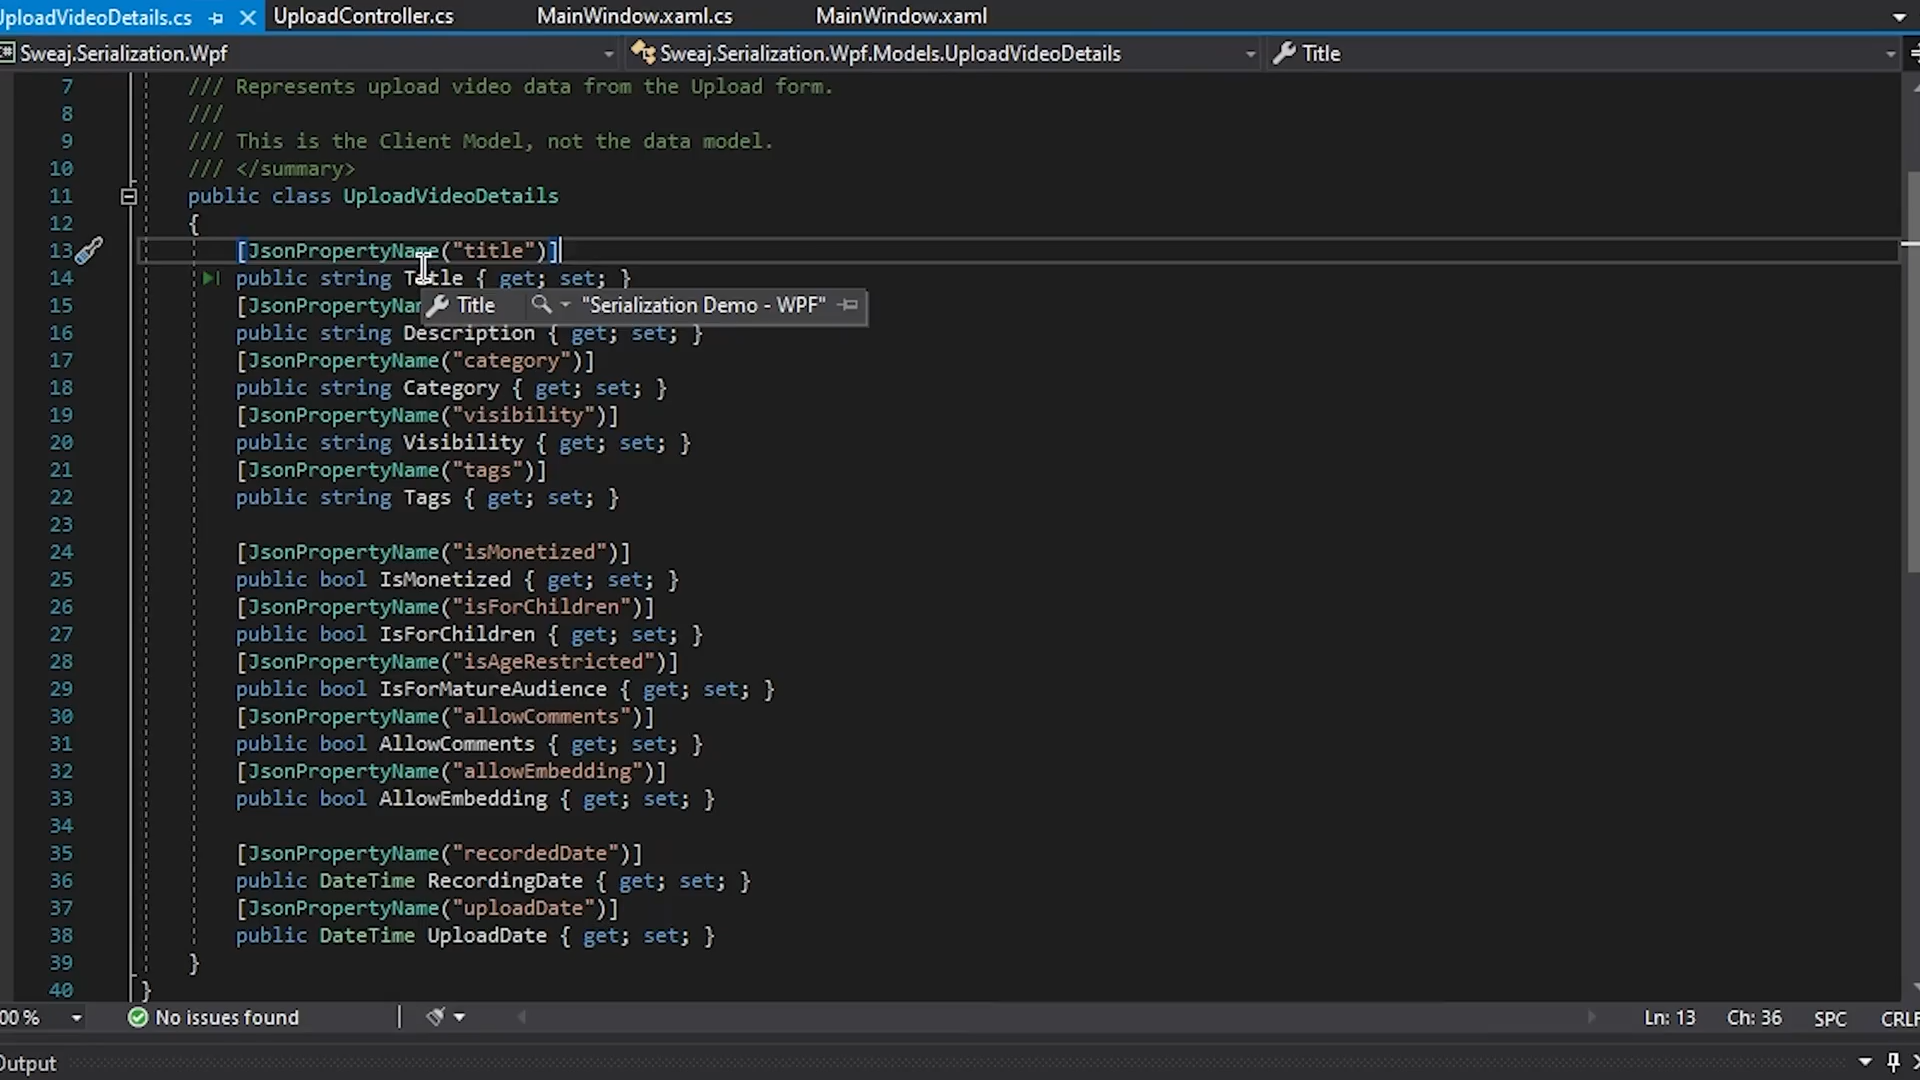 UploadVideoDetails.cs
UploadController.cs
MainWindow.xaml.cs
MainWindow.xaml
C# Sweaj.Serialization.Wpf
Sweaj.Serialization.Wpf.Models.UploadVideoDetails
Title
7 /// Represents upload video data from the Upload form.
8 ///
9 /// This is the Client Model, not the data model.
10 /// </summary>
11 public class UploadVideoDetails
12 {
13 [JsonPropertyName("title")]
14 public string Title { get; set; }
15 [JsonPropertyNa
Title "Serialization Demo - WPF"
16 public string Description { get; set; }
17 [JsonPropertyName("category")]
18 public string Category { get; set; }
19 [JsonPropertyName("visibility")]
20 public string Visibility { get; set; }
21 [JsonPropertyName("tags")]
22 public string Tags { get; set; }
23
24 [JsonPropertyName("isMonetized")]
25 public bool IsMonetized { get; set; }
26 [JsonPropertyName("isForChildren")]
27 public bool IsForChildren { get; set; }
28 [JsonPropertyName("isAgeRestricted")]
29 public bool IsForMatureAudience { get; set; }
30 [JsonPropertyName("allowComments")]
31 public bool AllowComments { get; set; }
32 [JsonPropertyName("allowEmbedding")]
33 public bool AllowEmbedding { get; set; }
34
35 [JsonPropertyName("recordedDate")]
36 public DateTime RecordingDate { get; set; }
37 [JsonPropertyName("uploadDate")]
38 public DateTime UploadDate { get; set; }
39 }
40 }
00 %
No issues found
Ln: 13
Ch: 36
SPC
CRLF
Output